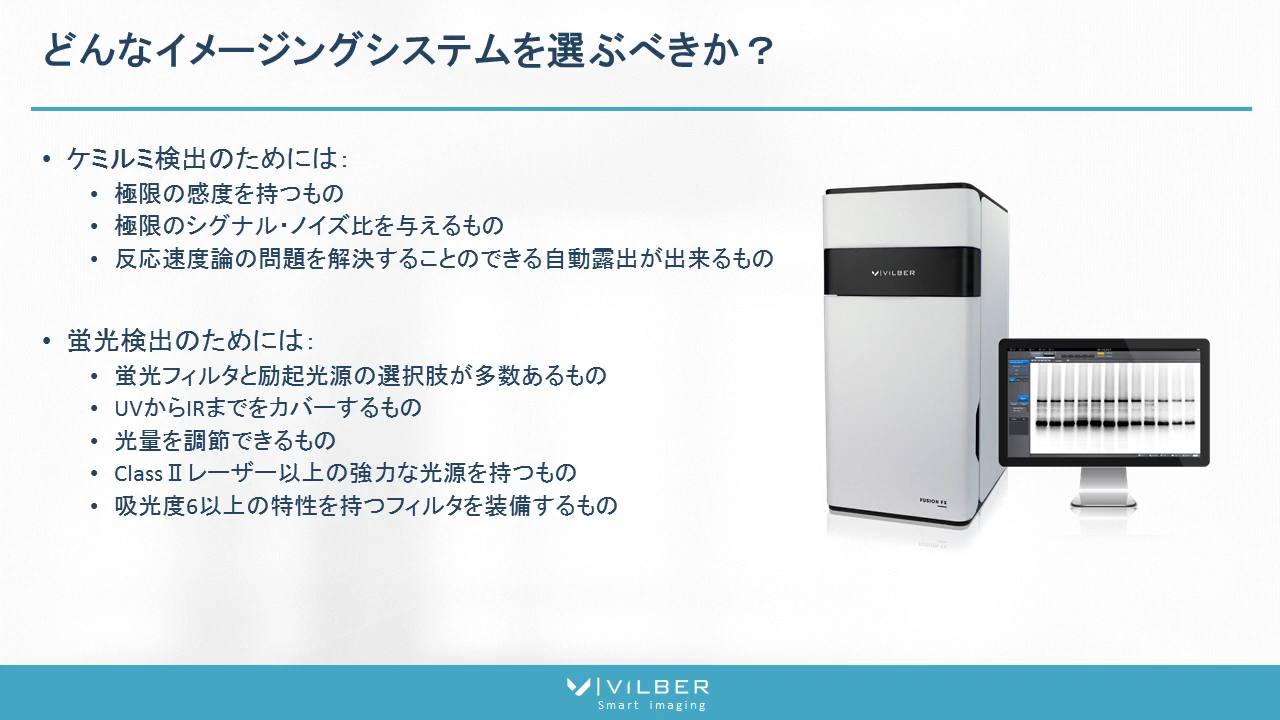 どんなイメージングシステムを選ぶべきか？
• ケミルミ検出のためには：
• 極限の感度を持つもの
• 極限のシグナル・ノイズ比を与えるもの
• 反応速度論の問題を解決することのできる自動露出が出来るもの
• 蛍光検出のためには：
• 蛍光フィルタと励起光源の選択肢が多数あるもの
• UVからIRまでをカバーするもの
• 光量を調節できるもの
• ClassⅡレーザー以上の強力な光源を持つもの
• 吸光度6以上の特性を持つフィルタを装備するもの
VILBER
FUSION FX
VILBER
VILBER
Smart imaging